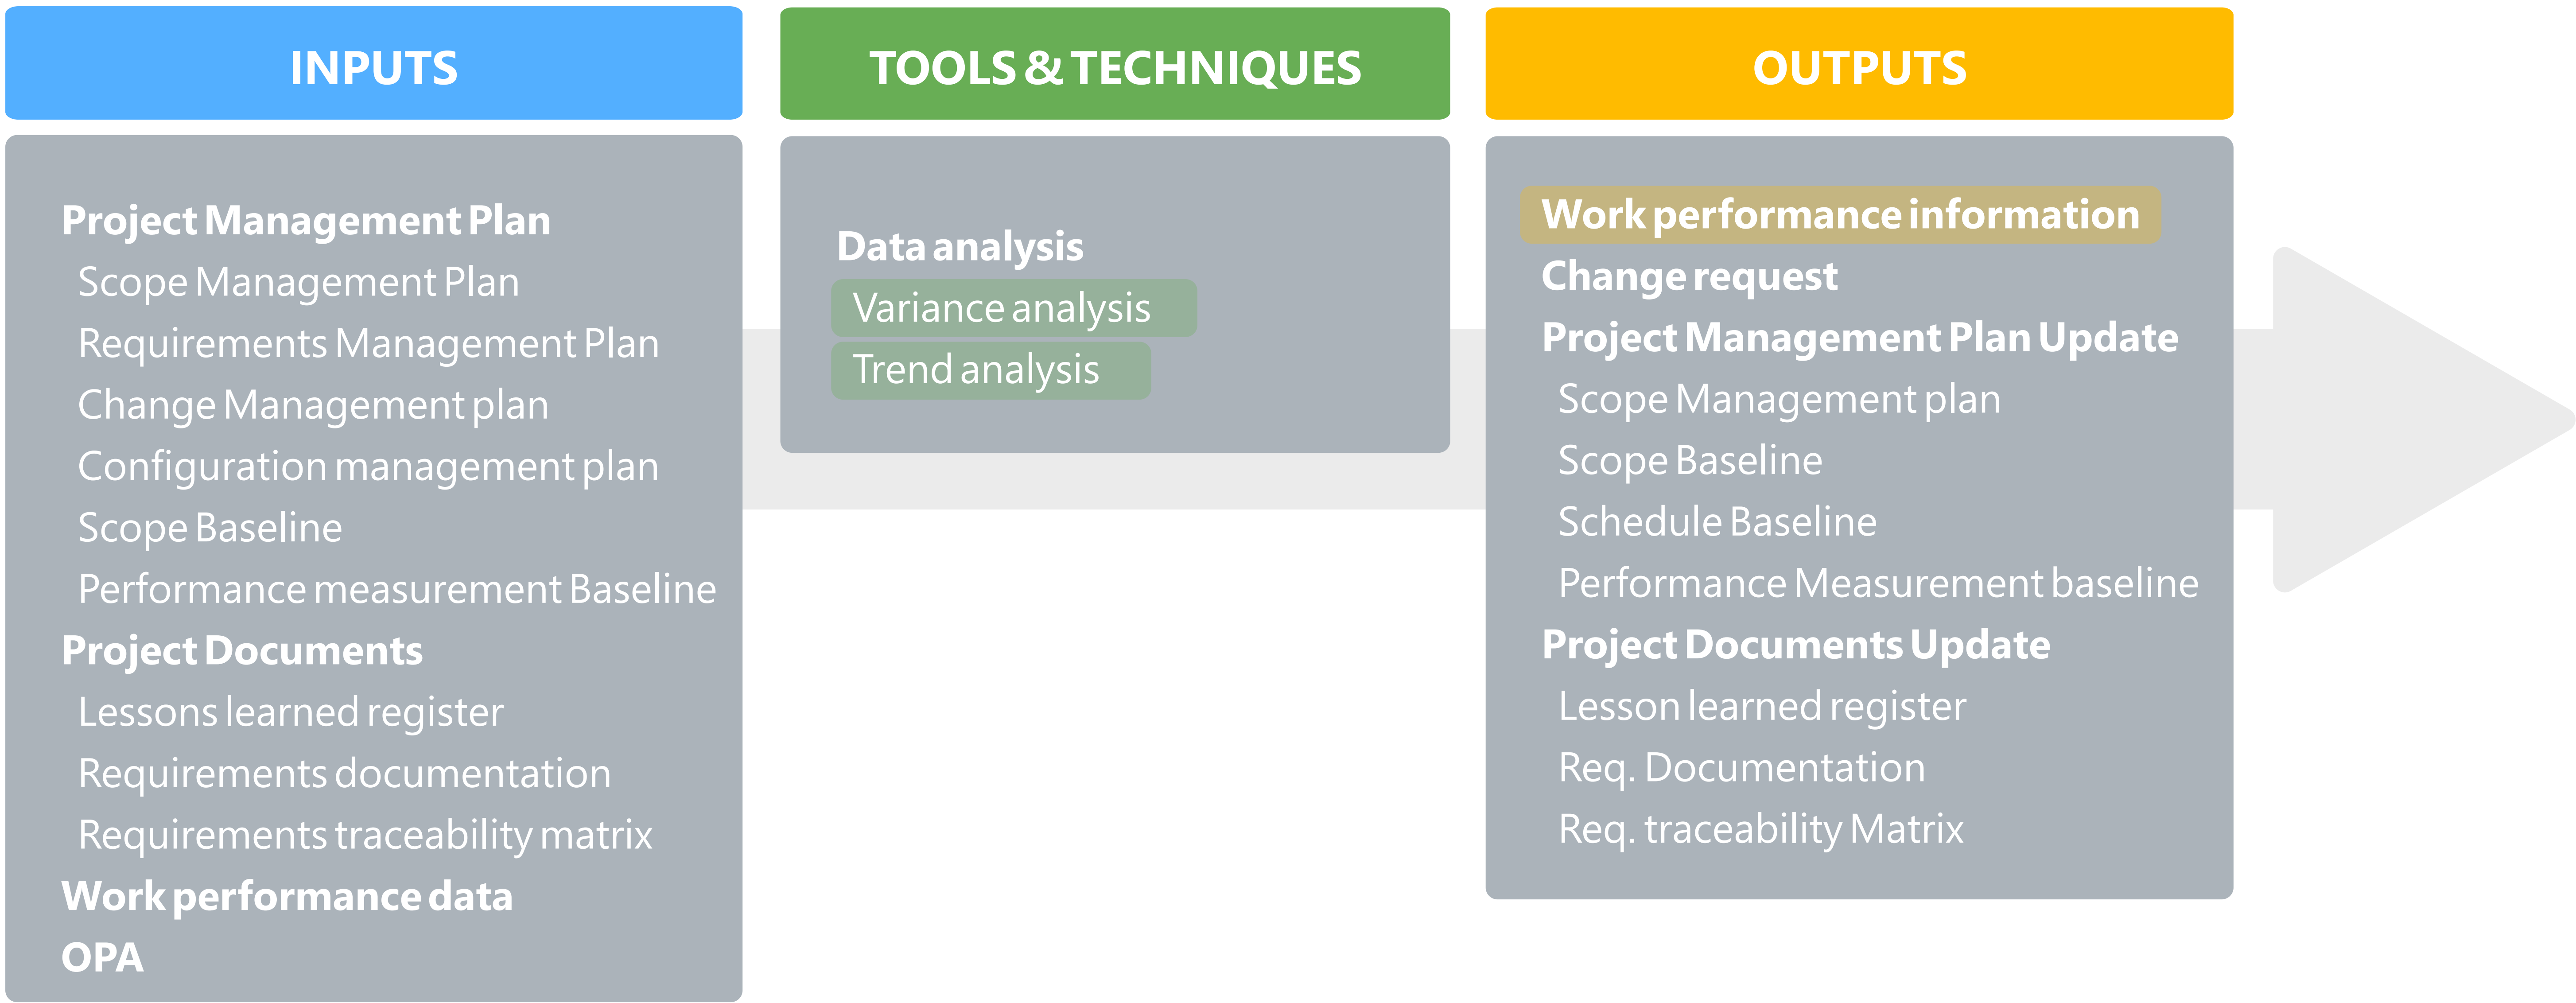 INPUTS
Project Management Plan
Scope Management Plan
Requirements Management Plan
Change Management plan
Configuration management plan
Scope Baseline
Performance measurement Baseline
Project Documents
Lessons learned register
Requirements documentation
Requirements traceability matrix
Work performance data
OPA
TOOLS & TECHNIQUES
Data analysis
Variance analysis
Trend analysis
OUTPUTS
Work performance information
Change request
Project Management Plan Update
Scope Management plan
Scope Baseline
Schedule Baseline
Performance Measurement baseline
Project Documents Update
Lesson learned register
Req. Documentation
Req. traceability Matrix